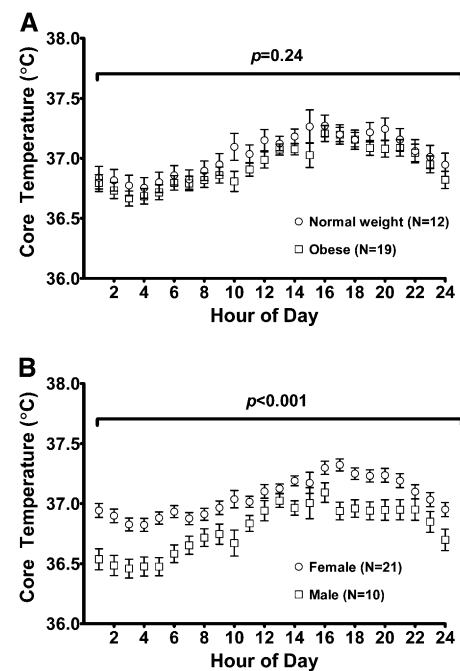 A
38.0
p=0.24
37.5
37.0
36.5
36.0
Core Temperature (°C)
Normal weight (N=12)
Obese (N=19)
2 4 6 8 10 12 14 16 18 20 22 24
Hour of Day
B
38.0
p<0.001
37.5
37.0
36.5
36.0
Core Temperature (°C)
Female (N=21)
Male (N=10)
2 4 6 8 10 12 14 16 18 20 22 24
Hour of Day